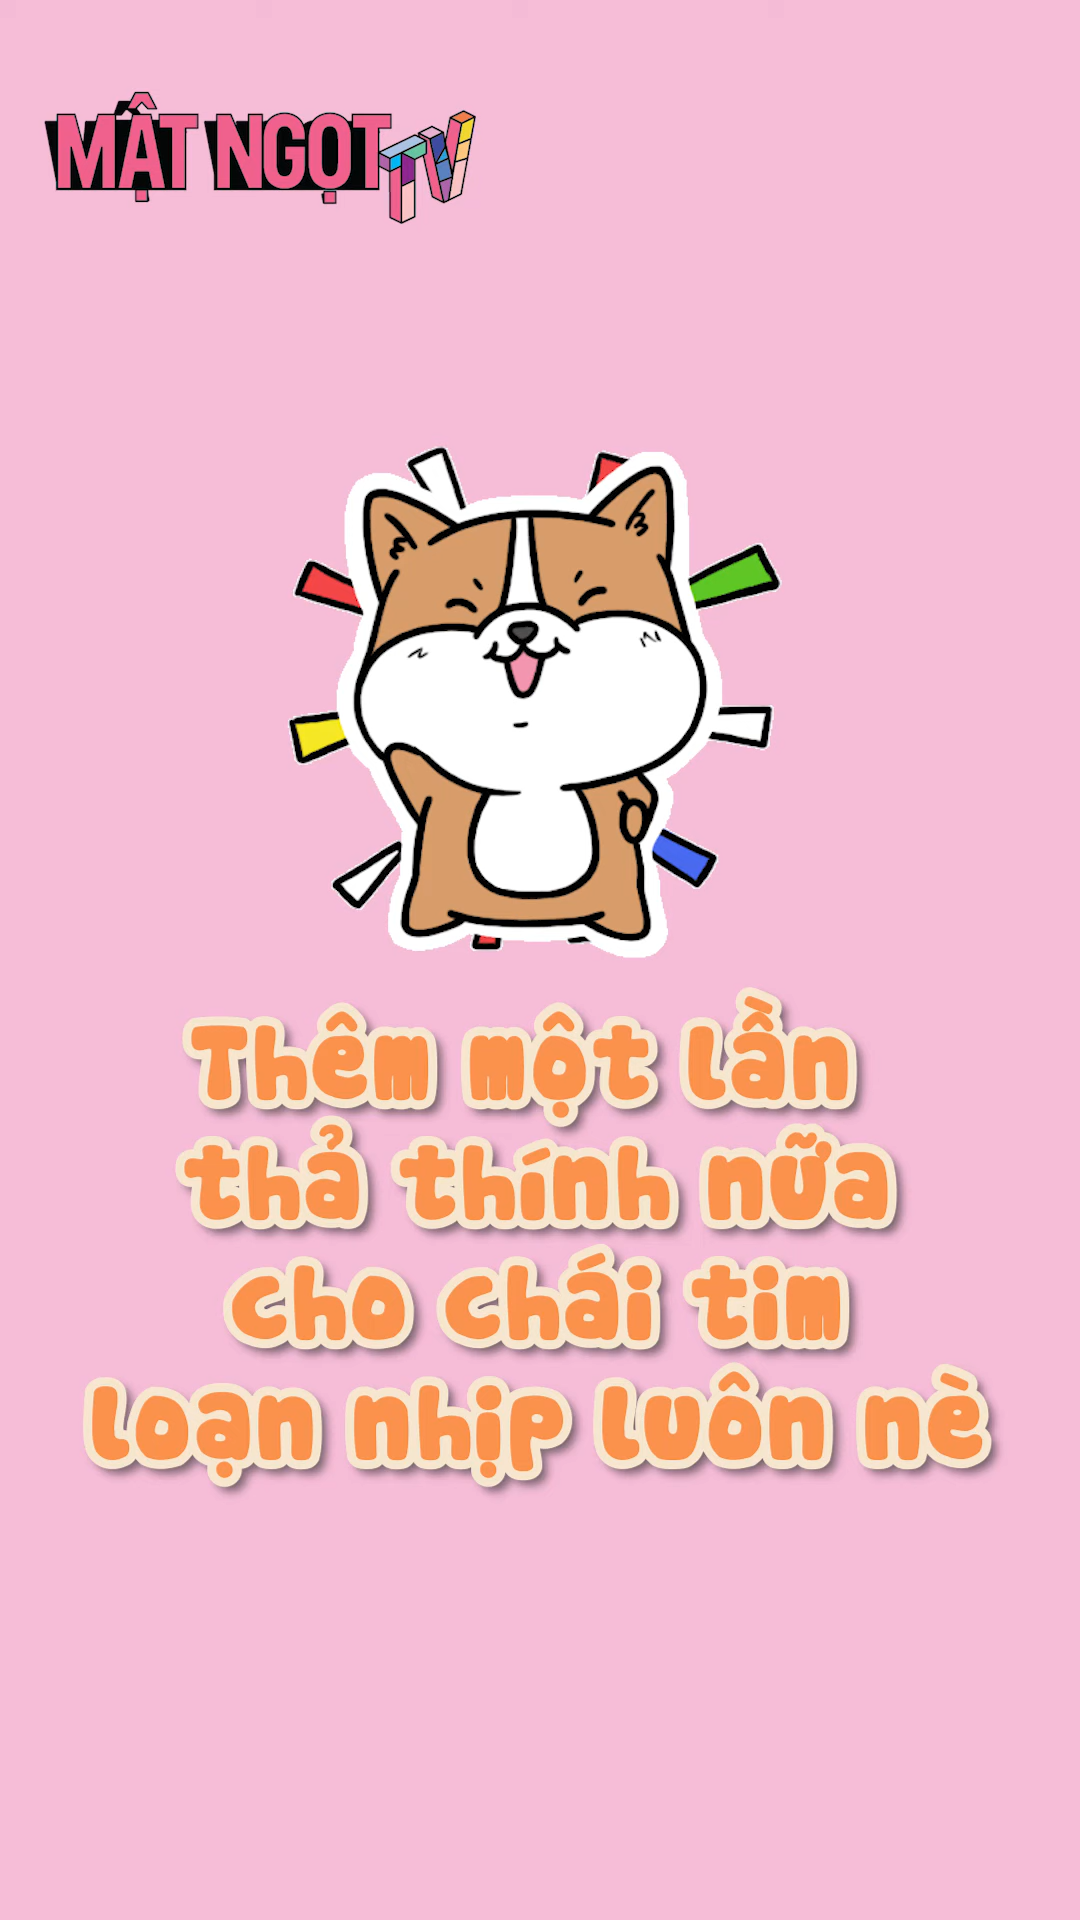 MẬT NGỌT TV
Thêm một lần
thả thính nữa
cho chái tim
loạn nhịp luôn nè